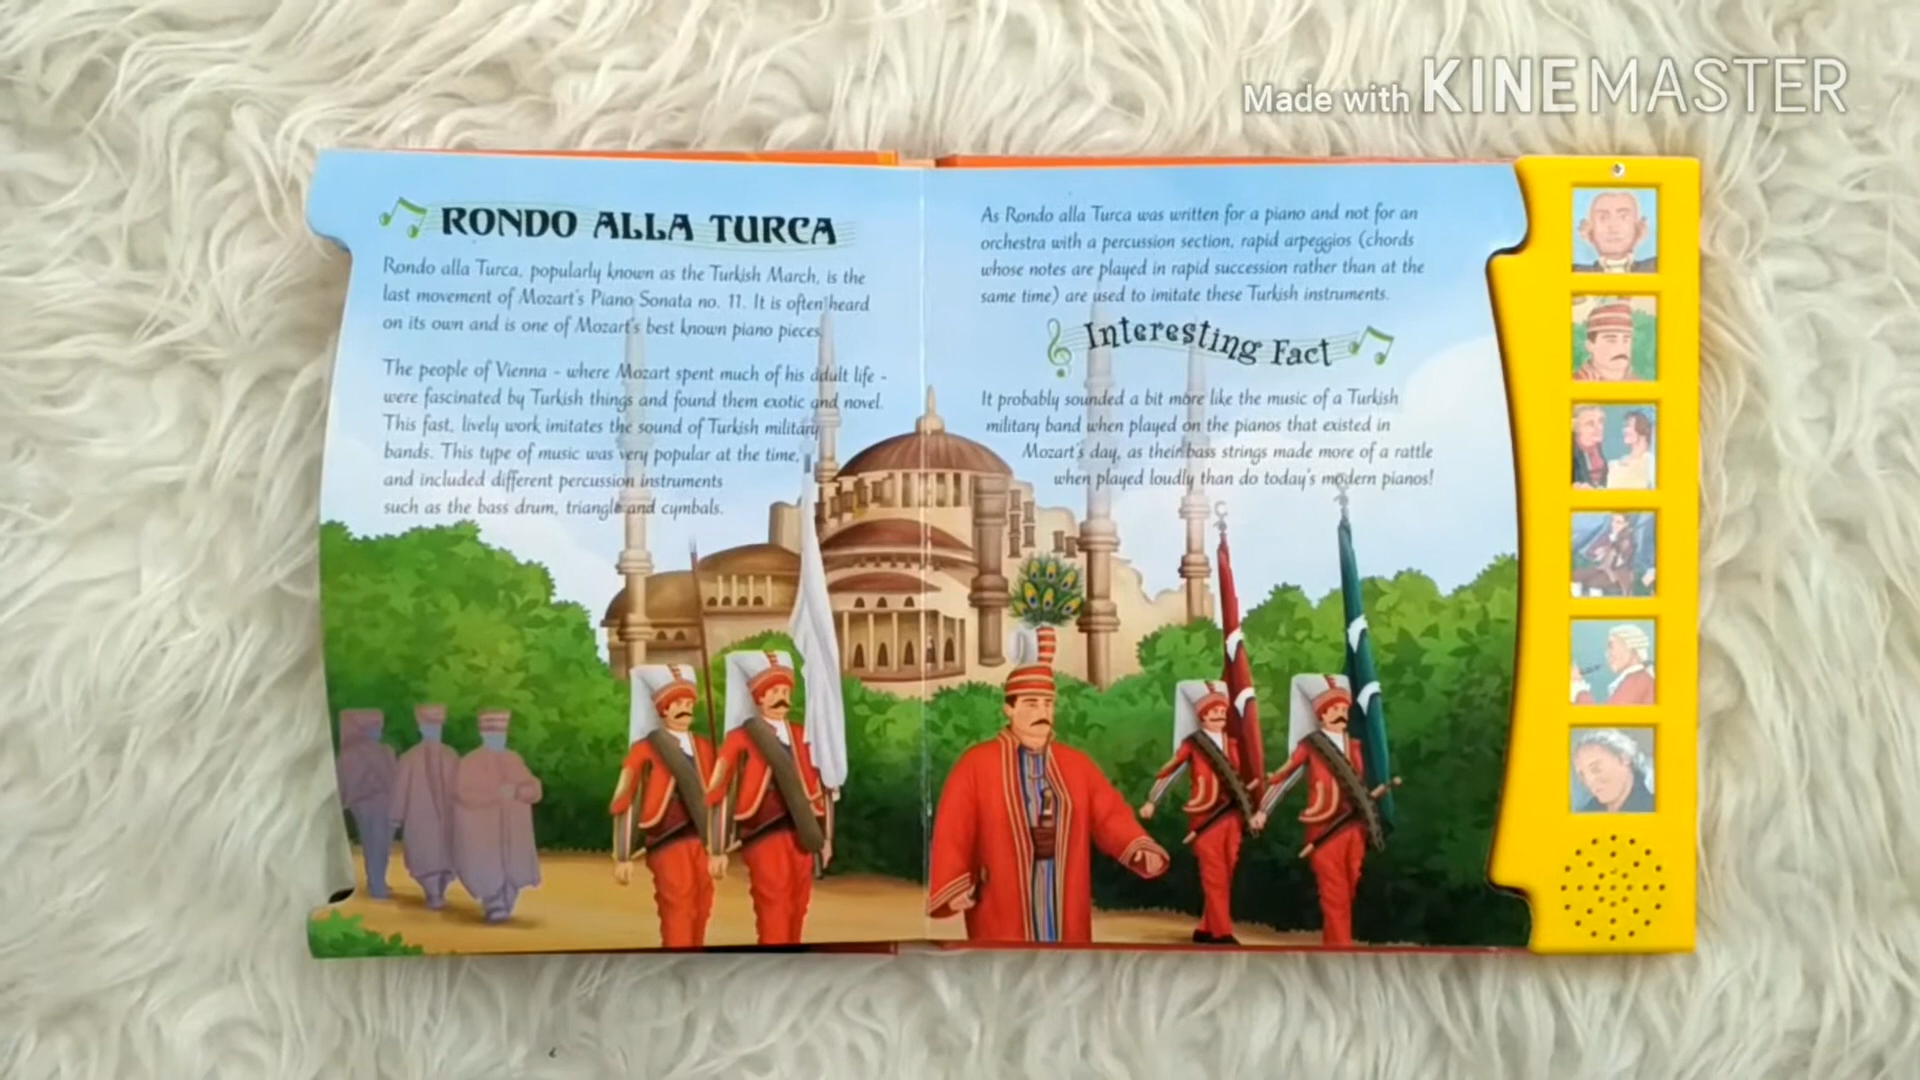 Made with KINEMASTER
RONDO ALLA TURCA
Rondo alla Turca, popularly known as the Turkish March, is the
last movement of Mozart's Piano Sonata no. 11. It is often heard
on its own and is one of Mozart's best known piano pieces.
The people of Vienna - where Mozart spent much of his adult life -
were fascinated by Turkish things and found them exotic and novel.
This fast, lively work imitates the sound of Turkish military
bands. This type of music was very popular at the time,
and included different percussion instruments
such as the bass drum, triangle and cymbals.
As Rondo alla Turca was written for a piano and not for an
orchestra with a percussion section, rapid arpeggios (chords
whose notes are played in rapid succession rather than at the
same time) are used to imitate these Turkish instruments.
Interesting Fact
It probably sounded a bit more like the music of a Turkish
military band when played on the pianos that existed in
Mozart's day, as their bass strings made more of a rattle
when played loudly than do today's modern pianos!